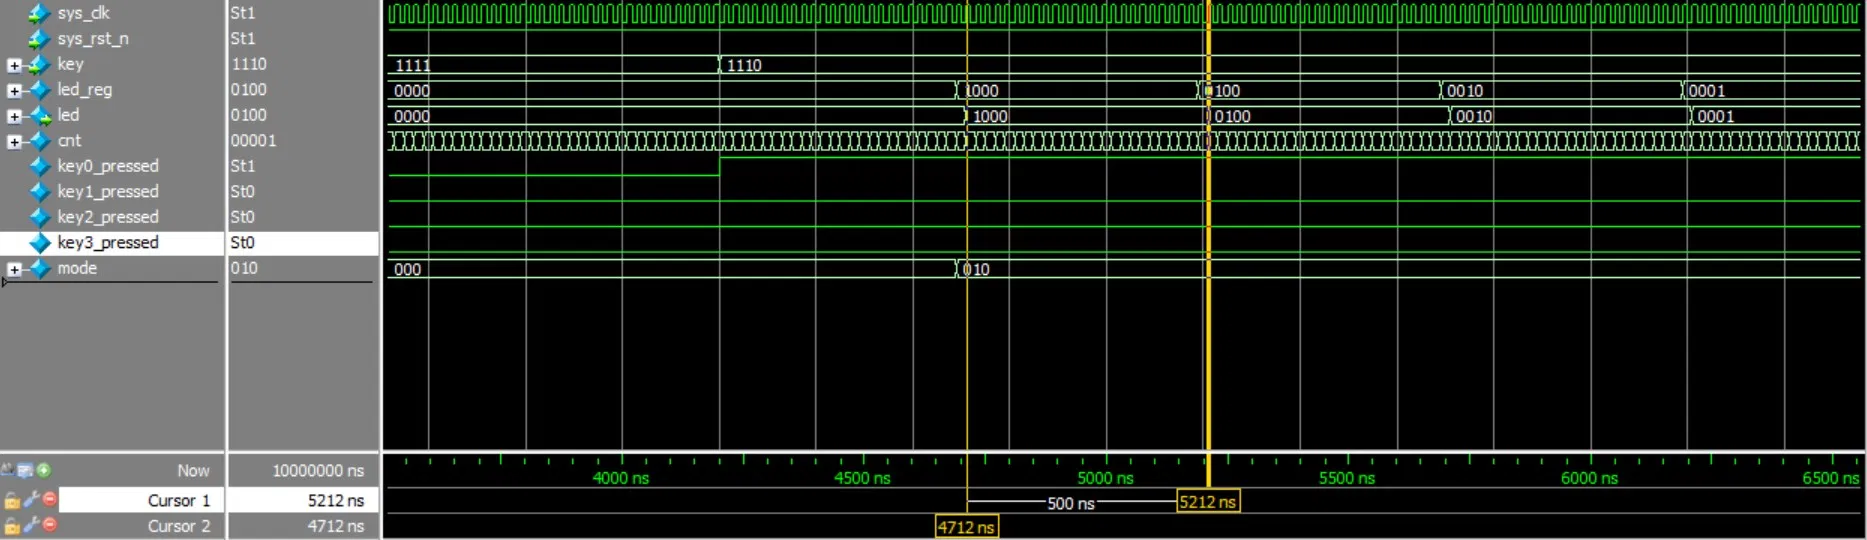 sys_clk St1
sys_rst_n St1
key 1110 1111 1110
led_reg 0100 0000 1000 0100 0010 0001
led 0100 0000 1000 0100 0010 0001
cnt 00001
key0_pressed St1
key1_pressed St0
key2_pressed St0
key3_pressed St0
mode 010 000 010
Now 10000000 ns 4000 ns 4500 ns 5000 ns 5500 ns 6000 ns 6500 ns
Cursor 1 5212 ns 500 ns 5212 ns
Cursor 2 4712 ns 4712 ns